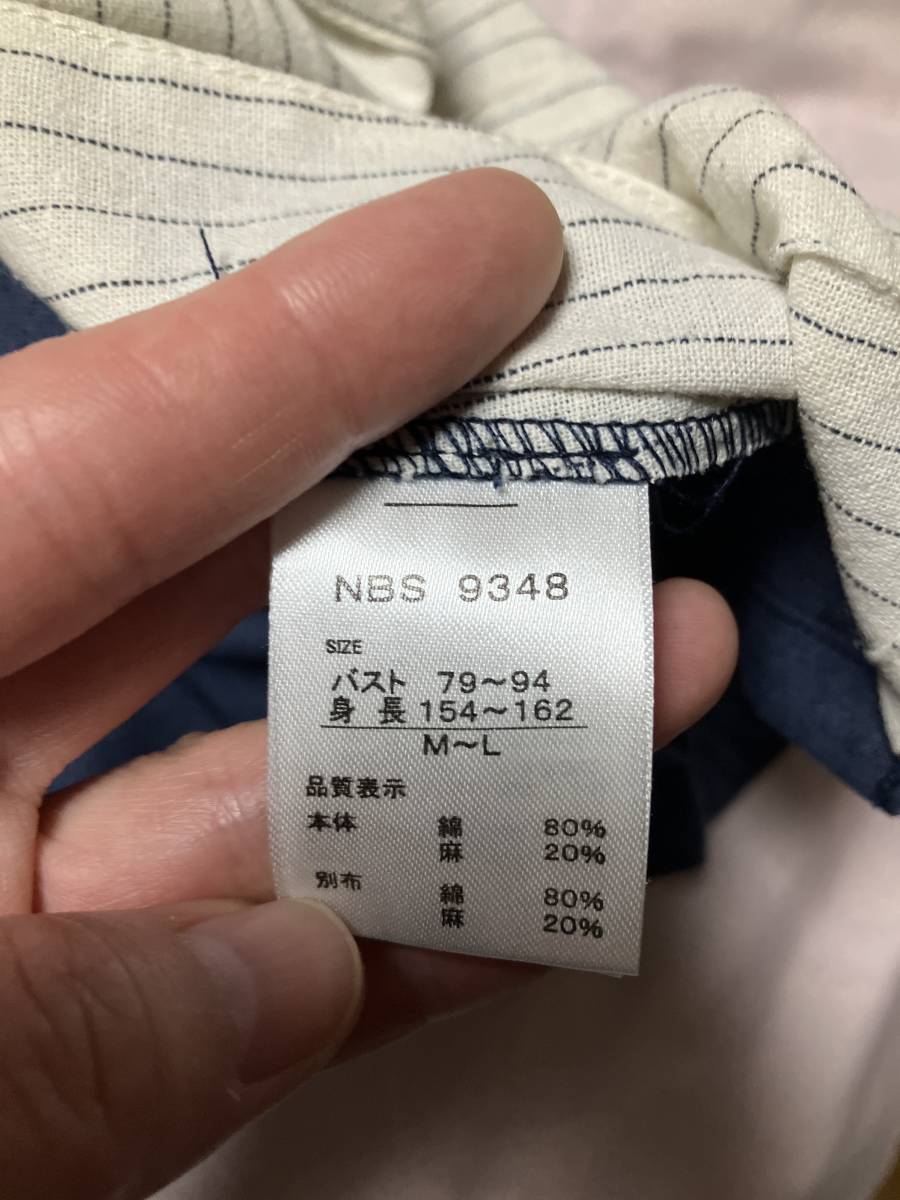 NBS 9348
SIZE
バスト 79～94
身長 154～162
M～L
品質表示
本体 綿 80%
麻 20%
別布 綿 80%
麻 20%